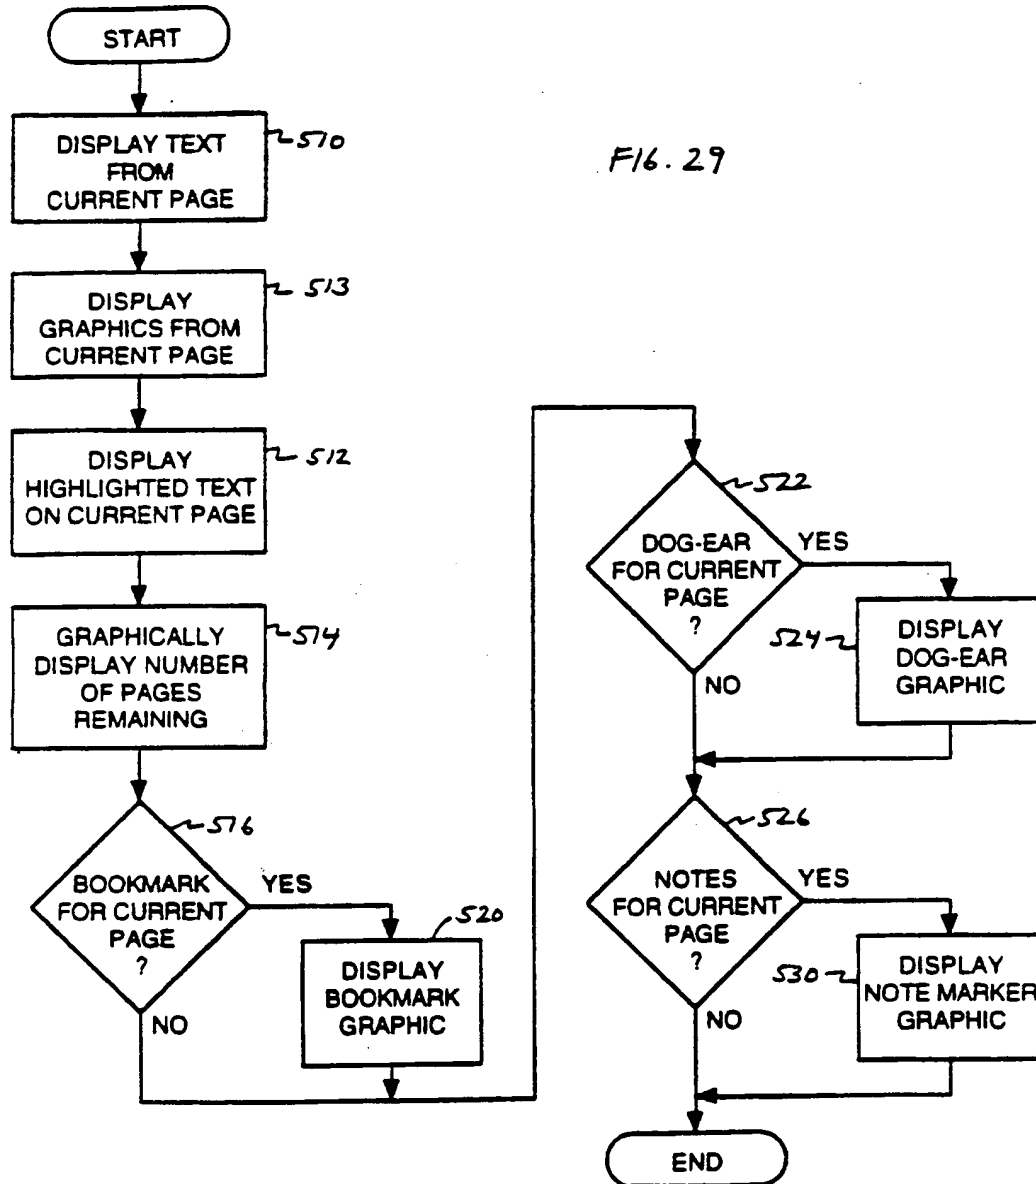 START
DISPLAY TEXT
FROM
CURRENT PAGE
510
FIG. 29
DISPLAY
GRAPHICS FROM
CURRENT PAGE
513
DISPLAY
HIGHLIGHTED TEXT
ON CURRENT PAGE
512
GRAPHICALLY
DISPLAY NUMBER
OF PAGES
REMAINING
514
BOOKMARK
FOR CURRENT
PAGE
?
516
YES
NO
DISPLAY
BOOKMARK
GRAPHIC
520
DOG-EAR
FOR CURRENT
PAGE
?
522
YES
NO
DISPLAY
DOG-EAR
GRAPHIC
524
NOTES
FOR CURRENT
PAGE
?
526
YES
NO
DISPLAY
NOTE MARKER
GRAPHIC
530
END